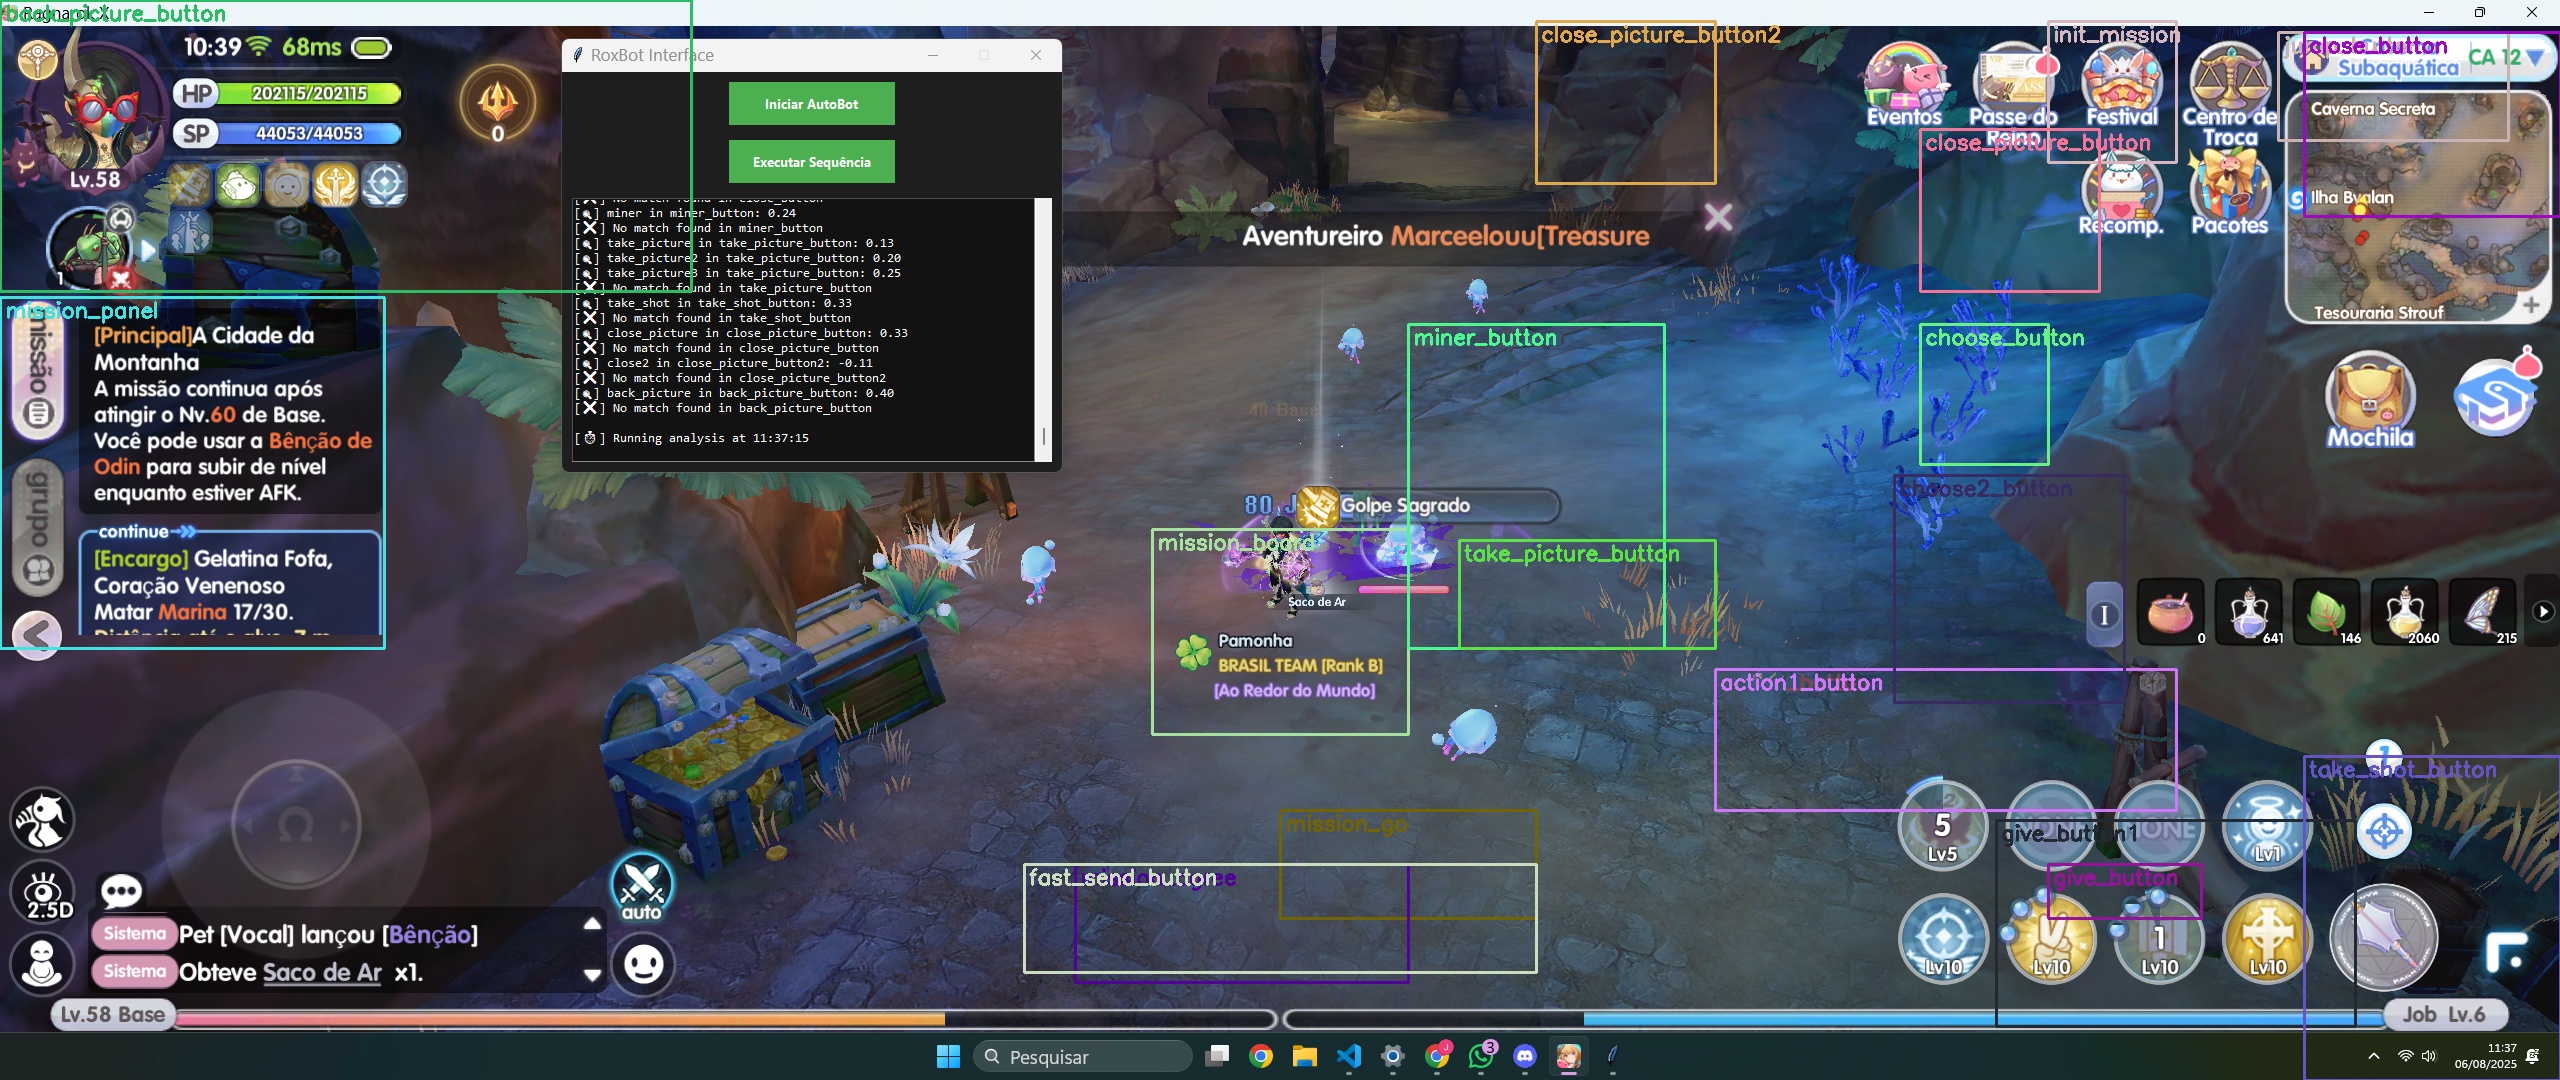 back_picture_button
Ragnarok X
10:39
68ms
HP
202115/202115
SP
44053/44053
0
Lv.58
1
RoxBot Interface
Iniciar AutoBot
Executar Sequência
[🔍] miner in miner_button: 0.24
[❌] No match found in miner_button
[🔍] take_picture in take_picture_button: 0.13
[🔍] take_picture2 in take_picture_button: 0.20
[🔍] take_picture3 in take_picture_button: 0.25
[❌] No match found in take_picture_button
[🔍] take_shot in take_shot_button: 0.33
[❌] No match found in take_shot_button
[🔍] close_picture in close_picture_button: 0.33
[❌] No match found in close_picture_button
[🔍] close2 in close_picture_button2: -0.11
[❌] No match found in close_picture_button2
[🔍] back_picture in back_picture_button: 0.40
[❌] No match found in back_picture_button
[⏱] Running analysis at 11:37:15
close_picture_button2
init_mission
close_button
Subaquática
CA 12
Eventos
Passe do
Reino
Festival
Centro de
Troca
Caverna Secreta
close_picture_button
Recomp.
Pacotes
Ilha Byalan
Tesouraria Strouf
Aventureiro Marceelouu[Treasure
mission_panel
missão
grupo
[Principal]A Cidade da
Montanha
A missão continua após
atingir o Nv.60 de Base.
Você pode usar a Bênção de
Odin para subir de nível
enquanto estiver AFK.
continue
[Encargo] Gelatina Fofa,
Coração Venenoso
Matar Marina 17/30.
miner_button
choose_button
Mochila
48 Base
choose2_button
80 J
Golpe Sagrado
mission_board
take_picture_button
Saco de Ar
Pamonha
BRASIL TEAM [Rank B]
[Ao Redor do Mundo]
I
0
641
146
2060
215
action1_button
take_shot_button
mission_go
5
Lv5
Lv1
give_button1
fast_send_button
give_button
auto
2.5D
Sistema
Pet [Vocal] lançou [Bênção]
Sistema
Obteve Saco de Ar x1.
Lv10
Lv10
1
Lv10
Lv10
Lv.58 Base
Job Lv.6
Pesquisar
3
11:37
06/08/2025